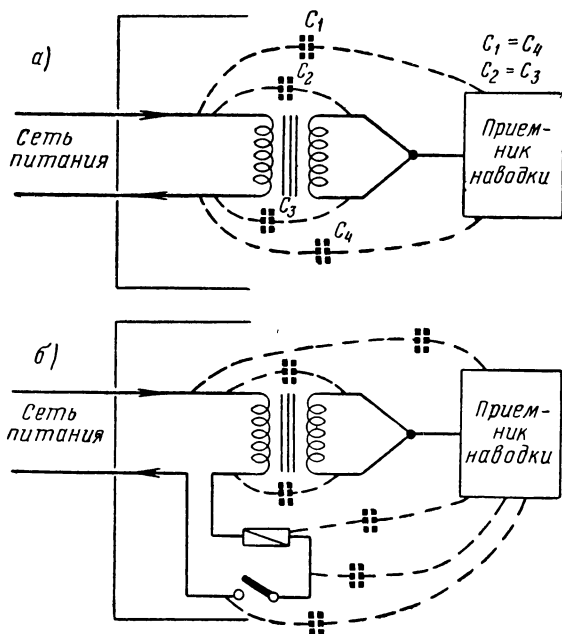 а)
C₁
C₁ = C₄
C₂ = C₃
C₂
Сеть
питания
Прием-
ник
наводки
C₃
C₄
б)
Сеть
питания
Прием-
ник
наводки